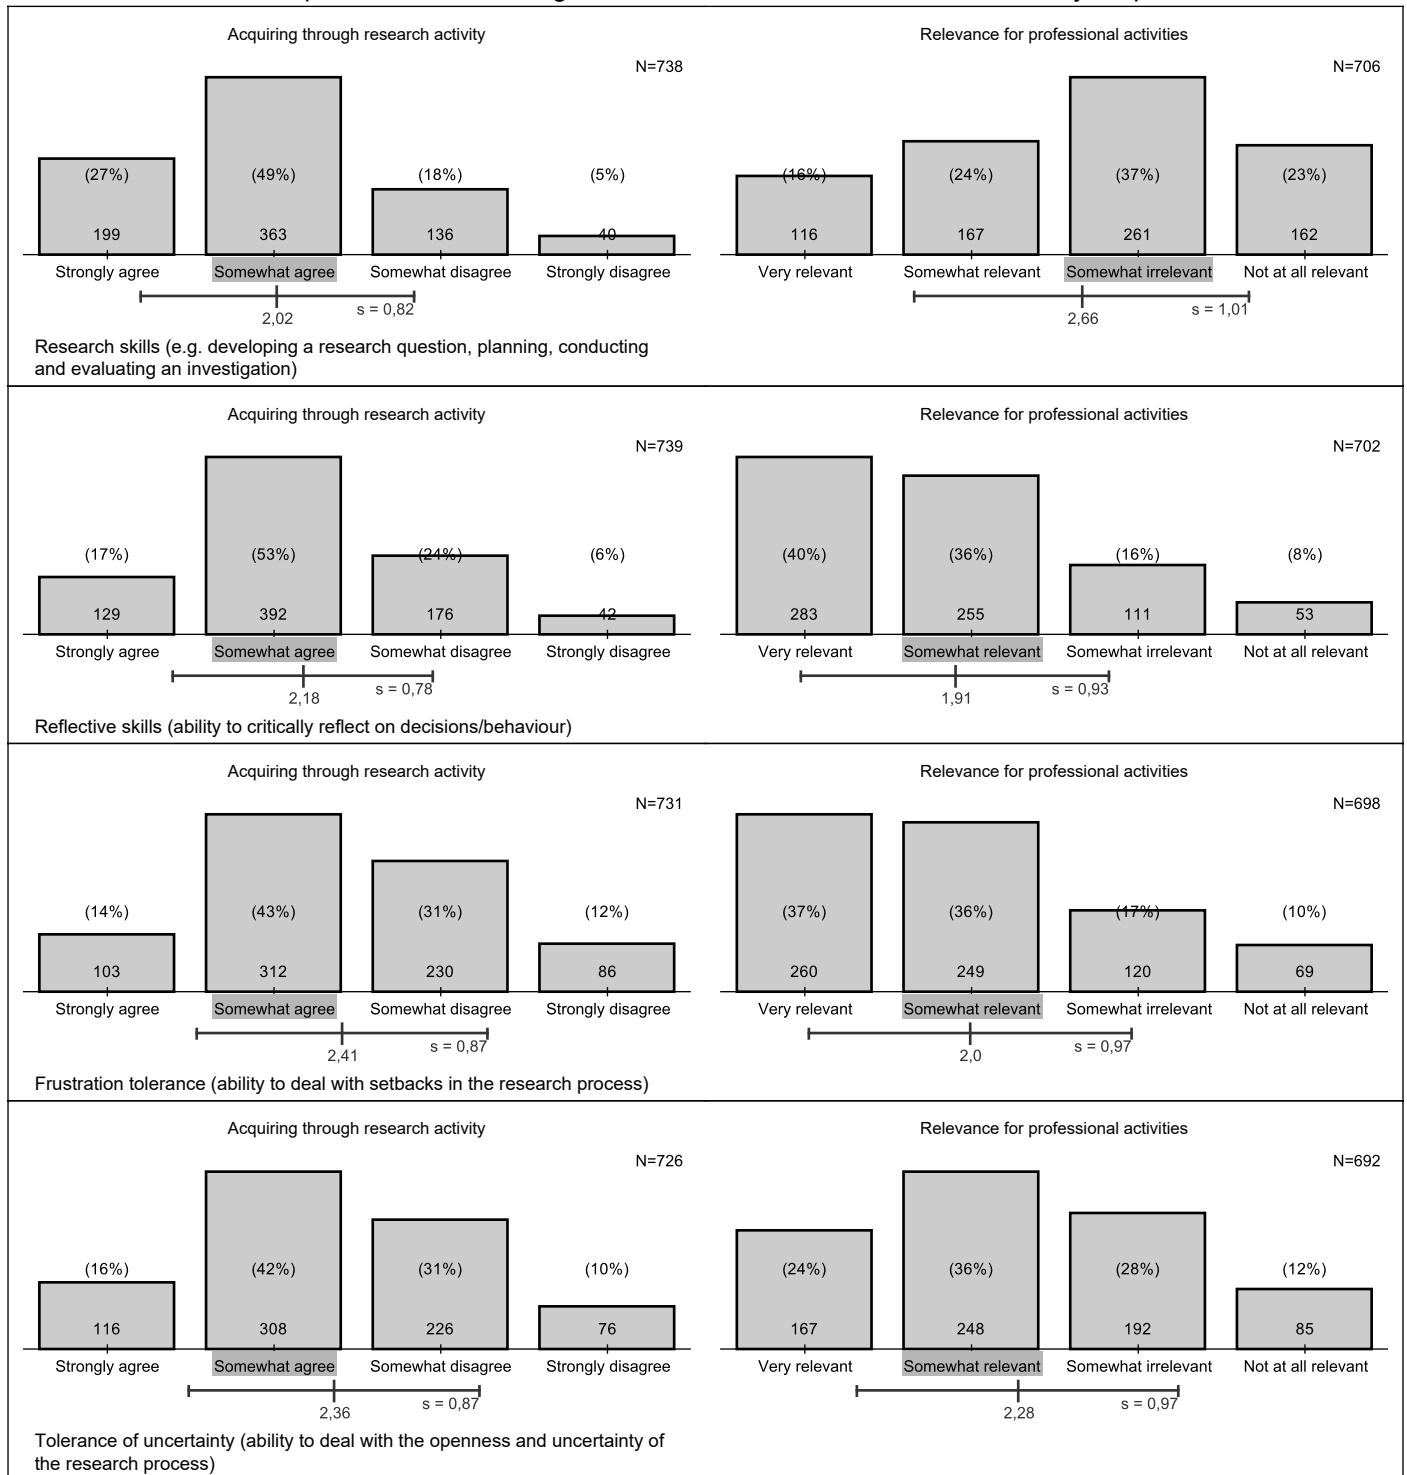 Acquiring through research activity
Relevance for professional activities
N=738
N=706
(27%)
(49%)
(18%)
(5%)
(16%)
(24%)
(37%)
(23%)
199
363
136
40
116
167
261
162
Strongly agree
Somewhat agree
Somewhat disagree
Strongly disagree
Very relevant
Somewhat relevant
Somewhat irrelevant
Not at all relevant
2,02
s = 0,82
2,66
s = 1,01
Research skills (e.g. developing a research question, planning, conducting
and evaluating an investigation)
Acquiring through research activity
Relevance for professional activities
N=739
N=702
(17%)
(53%)
(24%)
(6%)
(40%)
(36%)
(16%)
(8%)
129
392
176
42
283
255
111
53
Strongly agree
Somewhat agree
Somewhat disagree
Strongly disagree
Very relevant
Somewhat relevant
Somewhat irrelevant
Not at all relevant
2,18
s = 0,78
1,91
s = 0,93
Reflective skills (ability to critically reflect on decisions/behaviour)
Acquiring through research activity
Relevance for professional activities
N=731
N=698
(14%)
(43%)
(31%)
(12%)
(37%)
(36%)
(17%)
(10%)
103
312
230
86
260
249
120
69
Strongly agree
Somewhat agree
Somewhat disagree
Strongly disagree
Very relevant
Somewhat relevant
Somewhat irrelevant
Not at all relevant
2,41
s = 0,87
2,0
s = 0,97
Frustration tolerance (ability to deal with setbacks in the research process)
Acquiring through research activity
Relevance for professional activities
N=726
N=692
(16%)
(42%)
(31%)
(10%)
(24%)
(36%)
(28%)
(12%)
116
308
226
76
167
248
192
85
Strongly agree
Somewhat agree
Somewhat disagree
Strongly disagree
Very relevant
Somewhat relevant
Somewhat irrelevant
Not at all relevant
2,36
s = 0,87
2,28
s = 0,97
Tolerance of uncertainty (ability to deal with the openness and uncertainty of
the research process)